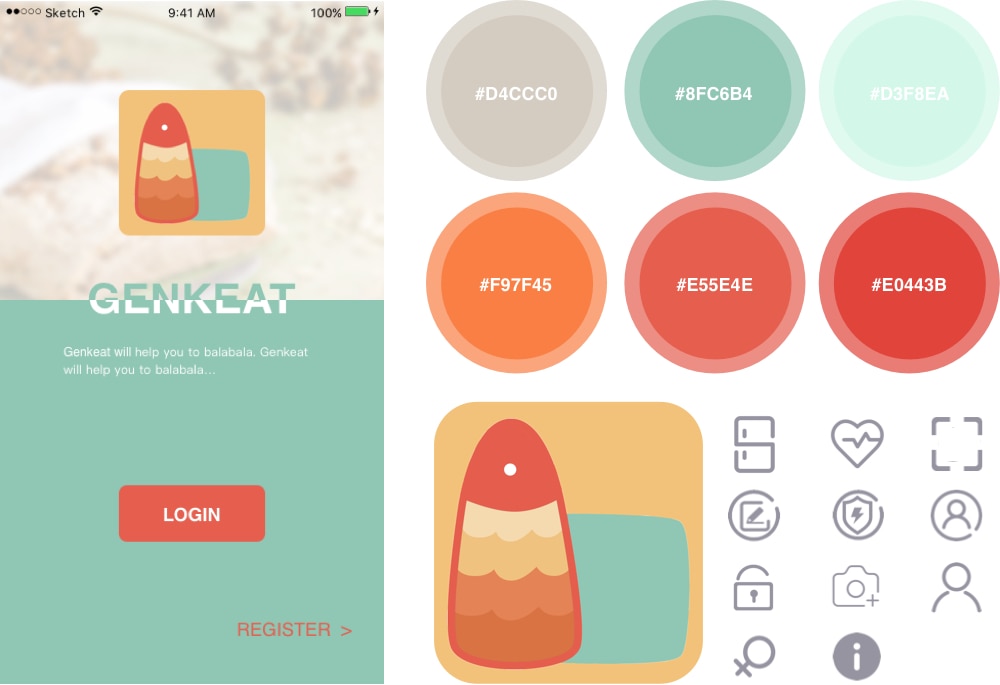 Sketch 9:41 AM 100%
GENKEAT
Genkeat will help you to balabala. Genkeat
will help you to balabala...
LOGIN
REGISTER >
#D4CCC0 #8FC6B4 #D3F8EA
#F97F45 #E55E4E #E0443B